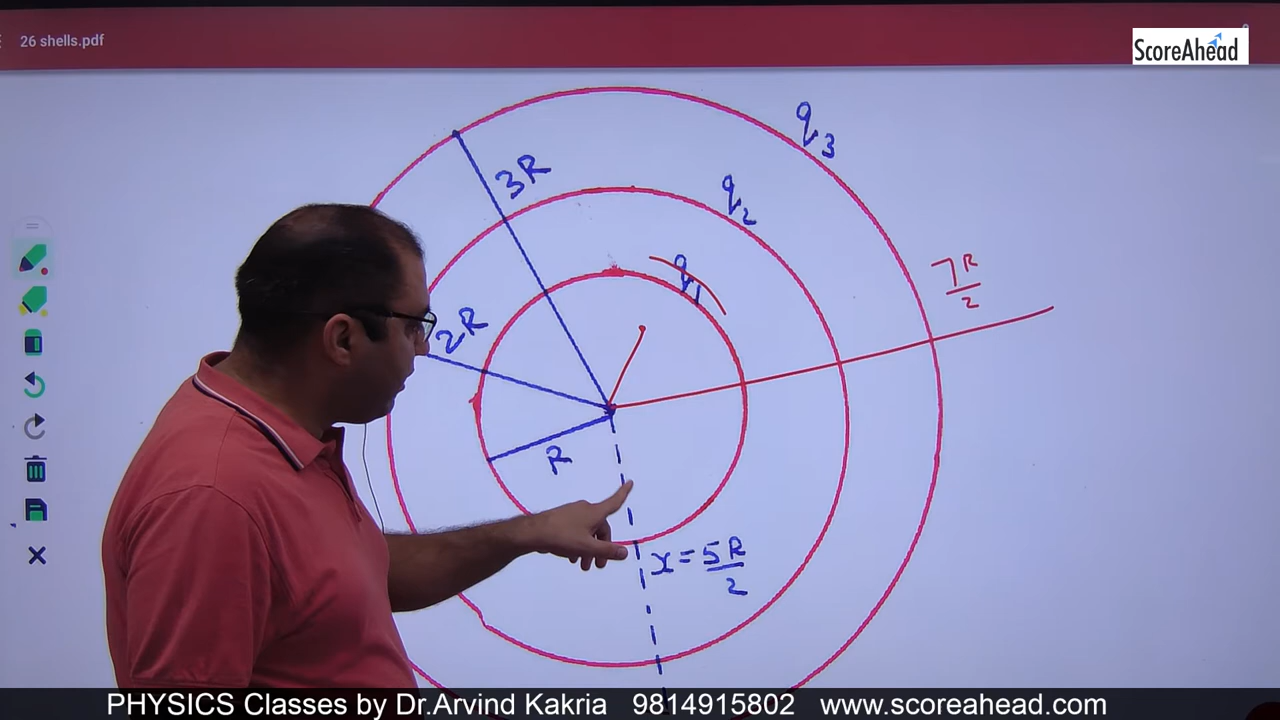 26 shells.pdf
ScoreAhead
q3
3R
q2
q1
7R/2
2R
R
x = 5R/2
PHYSICS Classes by Dr.Arvind Kakria 9814915802 www.scoreahead.com